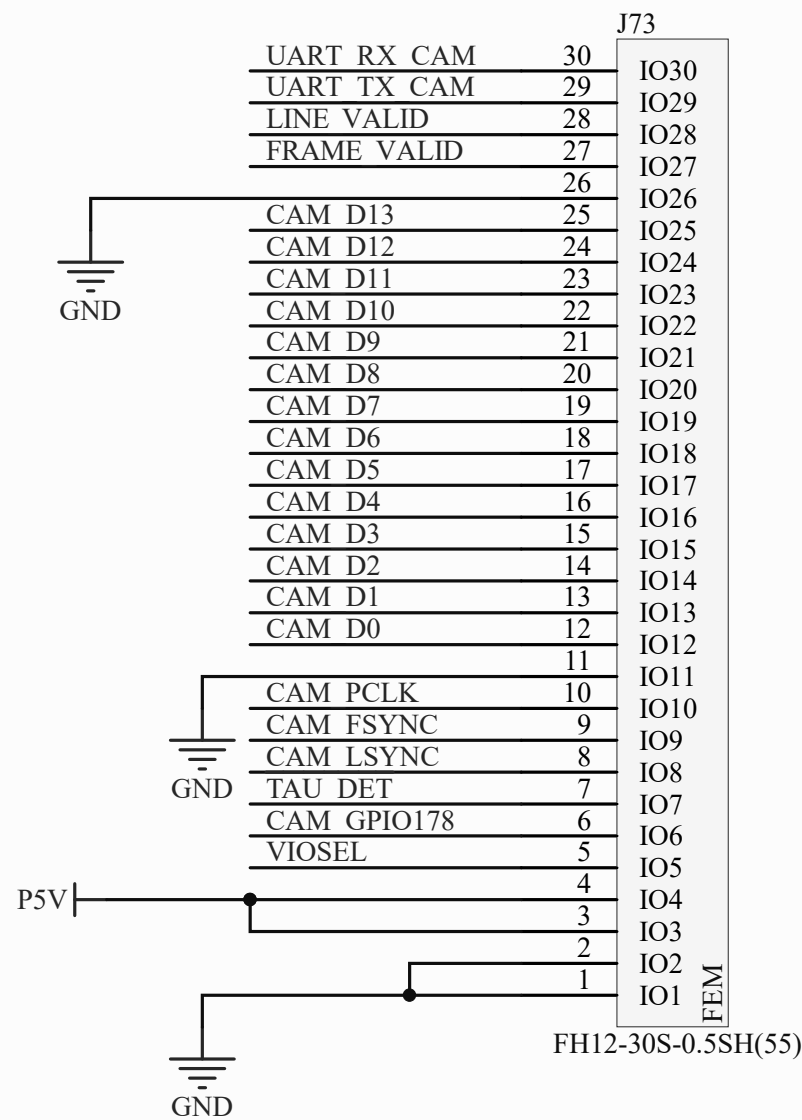 J73
UART RX CAM 30 IO30
UART TX CAM 29 IO29
LINE VALID 28 IO28
FRAME VALID 27 IO27
26 IO26
CAM D13 25 IO25
CAM D12 24 IO24
CAM D11 23 IO23
GND
CAM D10 22 IO22
CAM D9 21 IO21
CAM D8 20 IO20
CAM D7 19 IO19
CAM D6 18 IO18
CAM D5 17 IO17
CAM D4 16 IO16
CAM D3 15 IO15
CAM D2 14 IO14
CAM D1 13 IO13
CAM D0 12 IO12
11 IO11
CAM PCLK 10 IO10
CAM FSYNC 9 IO9
CAM LSYNC 8 IO8
GND
TAU DET 7 IO7
CAM GPIO178 6 IO6
VIOSEL 5 IO5
P5V 4 IO4
3 IO3
2 IO2
1 IO1
FEM
FH12-30S-0.5SH(55)
GND